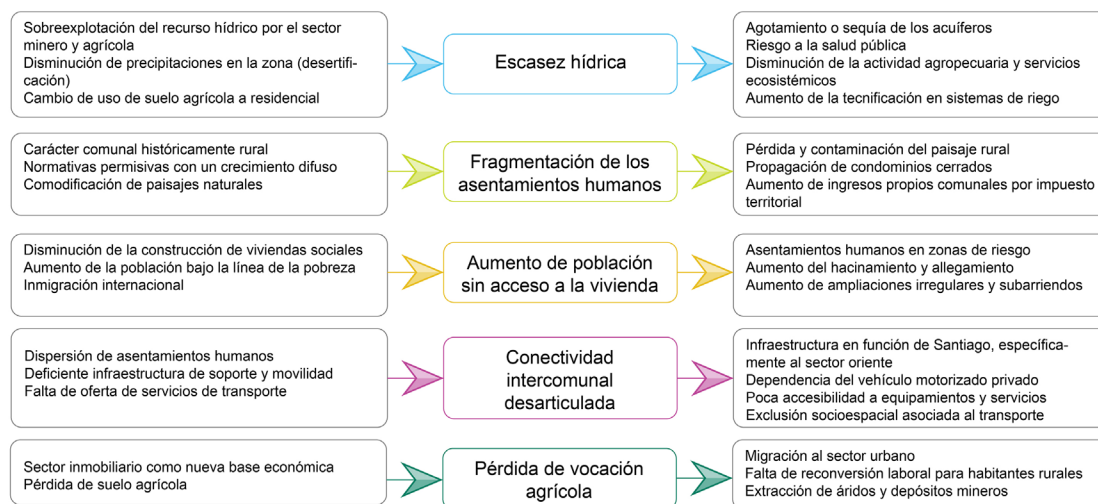 Sobreexplotación del recurso hídrico por el sector
minero y agrícola
Disminución de precipitaciones en la zona (desertifi-
cación)
Cambio de uso de suelo agrícola a residencial
Escasez hídrica
Agotamiento o sequía de los acuíferos
Riesgo a la salud pública
Disminución de la actividad agropecuaria y servicios
ecosistémicos
Aumento de la tecnificación en sistemas de riego
Carácter comunal históricamente rural
Normativas permisivas con un crecimiento difuso
Comodificación de paisajes naturales
Fragmentación de los
asentamientos humanos
Pérdida y contaminación del paisaje rural
Propagación de condominios cerrados
Aumento de ingresos propios comunales por impuesto
territorial
Disminución de la construcción de viviendas sociales
Aumento de la población bajo la línea de la pobreza
Inmigración internacional
Aumento de población
sin acceso a la vivienda
Asentamientos humanos en zonas de riesgo
Aumento del hacinamiento y allegamiento
Aumento de ampliaciones irregulares y subarriendos
Dispersión de asentamientos humanos
Deficiente infraestructura de soporte y movilidad
Falta de oferta de servicios de transporte
Conectividad
intercomunal
desarticulada
Infraestructura en función de Santiago, específica-
mente al sector oriente
Dependencia del vehículo motorizado privado
Poca accesibilidad a equipamientos y servicios
Exclusión socioespacial asociada al transporte
Sector inmobiliario como nueva base económica
Pérdida de suelo agrícola
Pérdida de vocación
agrícola
Migración al sector urbano
Falta de reconversión laboral para habitantes rurales
Extracción de áridos y depósitos mineros